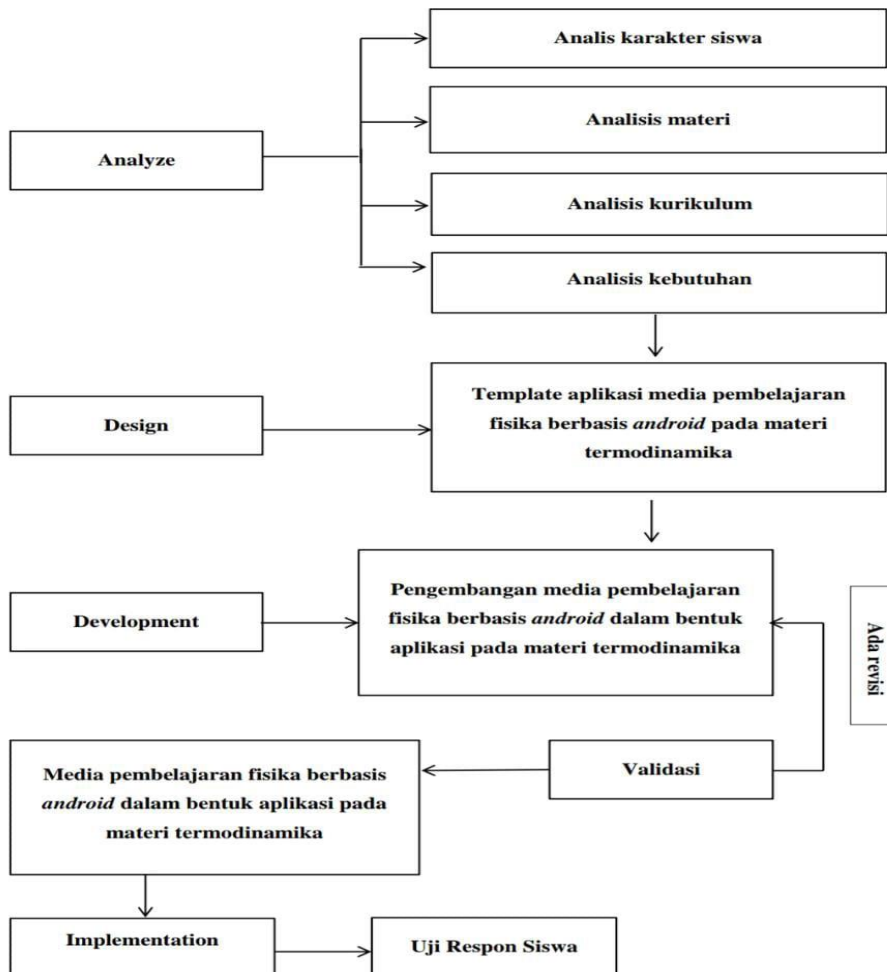 Analis karakter siswa
Analisis materi
Analyze
Analisis kurikulum
Analisis kebutuhan
Template aplikasi media pembelajaran
fisika berbasis android pada materi
termodinamika
Design
Pengembangan media pembelajaran
fisika berbasis android dalam bentuk
aplikasi pada materi termodinamika
Development
Ada revisi
Validasi
Media pembelajaran fisika berbasis
android dalam bentuk aplikasi pada
materi termodinamika
Implementation
Uji Respon Siswa